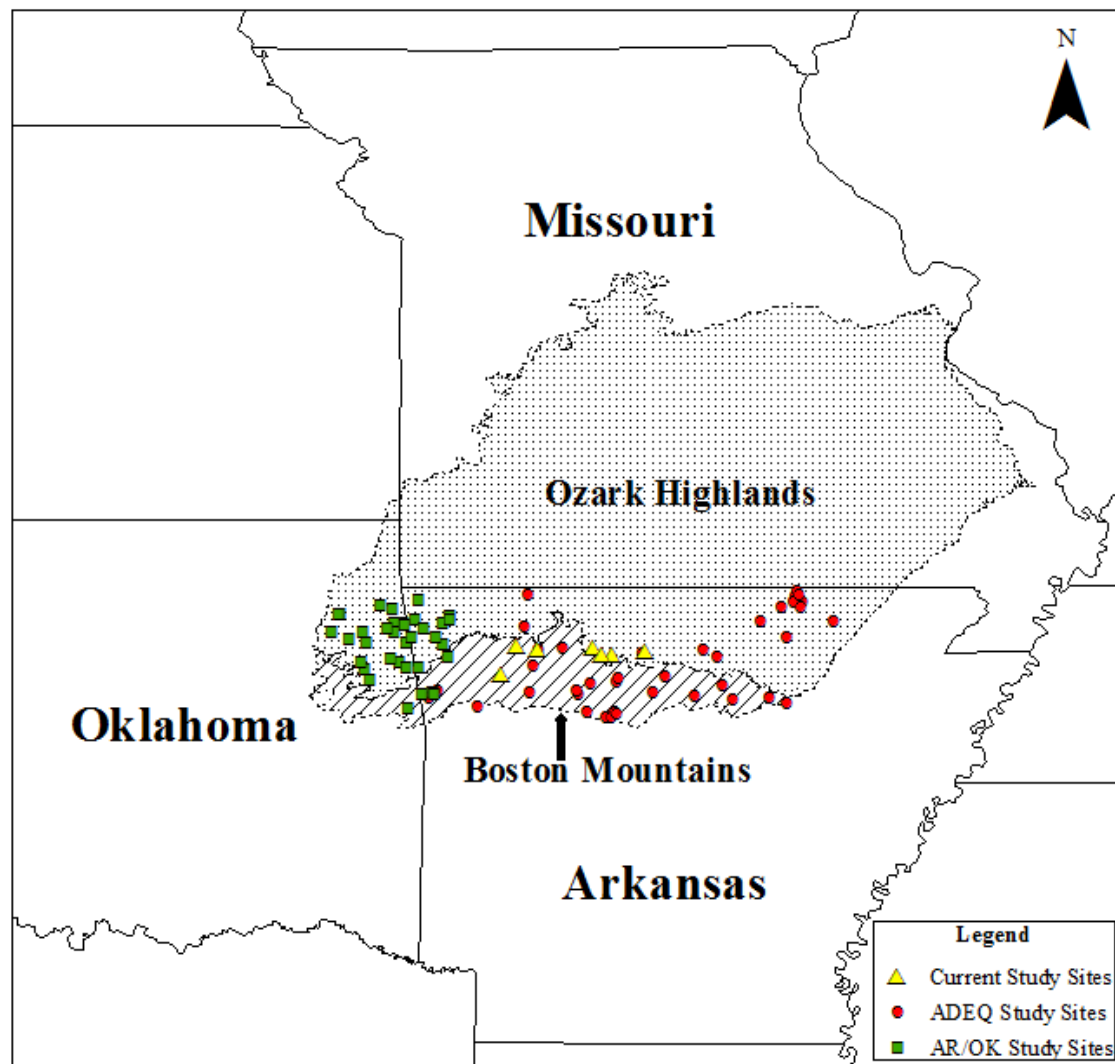 N
Missouri
Ozark Highlands
Oklahoma
Boston Mountains
Arkansas
Legend
Current Study Sites
ADEQ Study Sites
AR/OK Study Sites